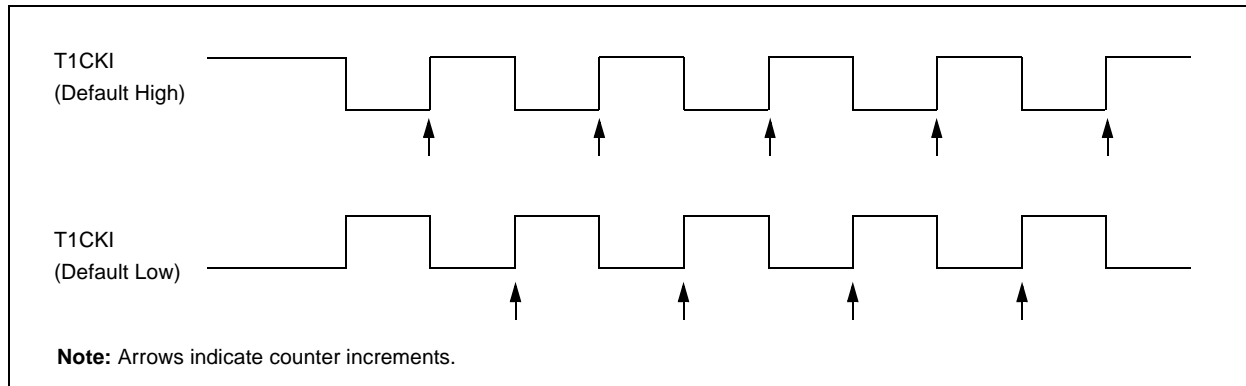 T1CKI
(Default High)
T1CKI
(Default Low)
Note: Arrows indicate counter increments.